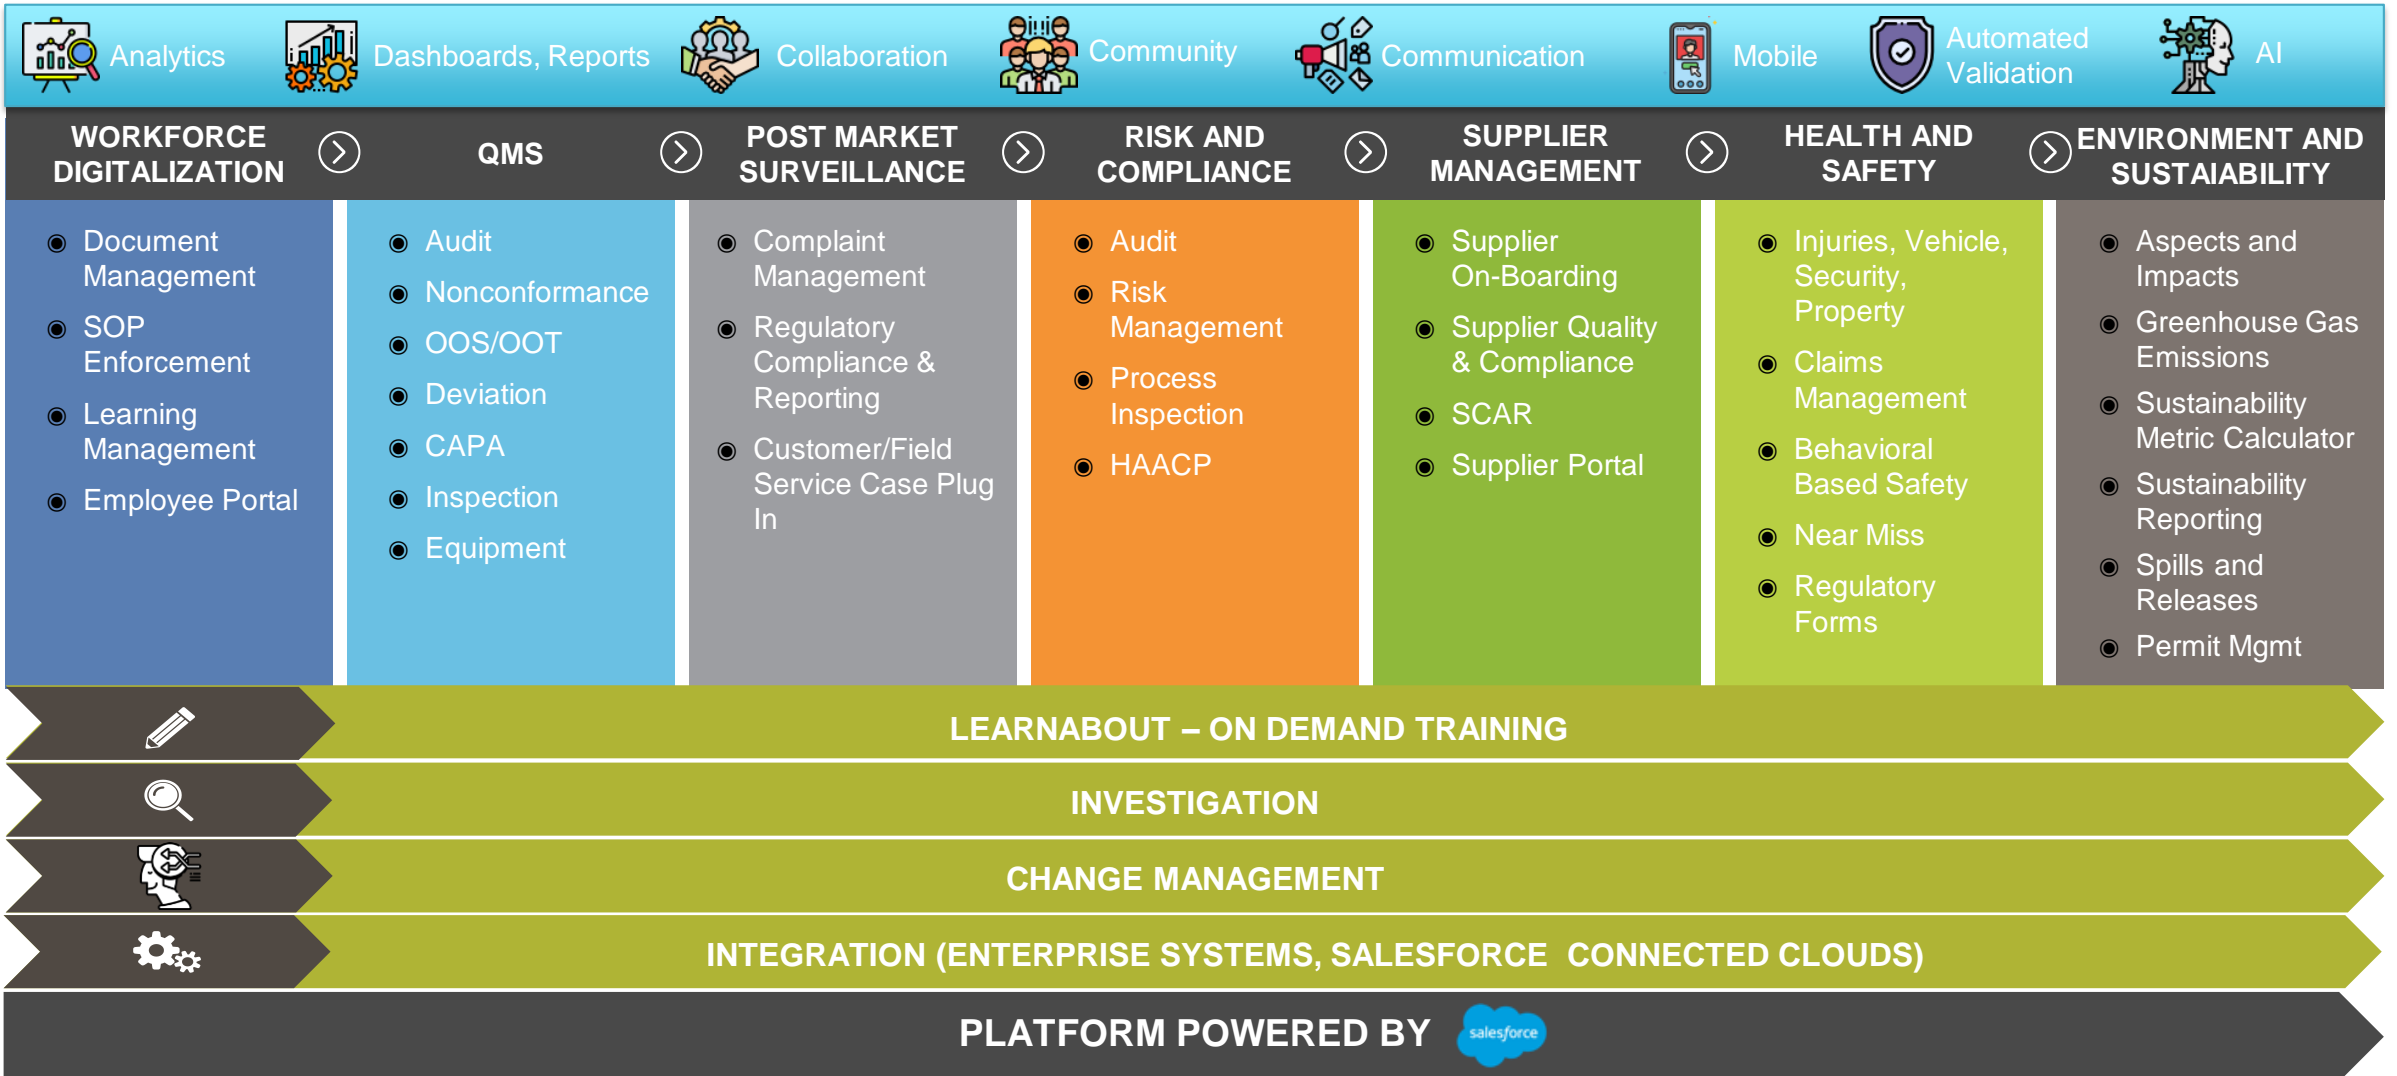 Analytics
Dashboards, Reports
Collaboration
Community
Communication
Mobile
Automated
Validation
AI
WORKFORCE
DIGITALIZATION
QMS
POST MARKET
SURVEILLANCE
RISK AND
COMPLIANCE
SUPPLIER
MANAGEMENT
HEALTH AND
SAFETY
ENVIRONMENT AND
SUSTAIABILITY
Document
Management
SOP
Enforcement
Learning
Management
Employee Portal
Audit
Nonconformance
OOS/OOT
Deviation
CAPA
Inspection
Equipment
Complaint
Management
Regulatory
Compliance &
Reporting
Customer/Field
Service Case Plug
In
Audit
Risk
Management
Process
Inspection
HAACP
Supplier
On-Boarding
Supplier Quality
& Compliance
SCAR
Supplier Portal
Injuries, Vehicle,
Security,
Property
Claims
Management
Behavioral
Based Safety
Near Miss
Regulatory
Forms
Aspects and
Impacts
Greenhouse Gas
Emissions
Sustainability
Metric Calculator
Sustainability
Reporting
Spills and
Releases
Permit Mgmt
LEARNABOUT – ON DEMAND TRAINING
INVESTIGATION
CHANGE MANAGEMENT
INTEGRATION (ENTERPRISE SYSTEMS, SALESFORCE CONNECTED CLOUDS)
PLATFORM POWERED BY salesforce